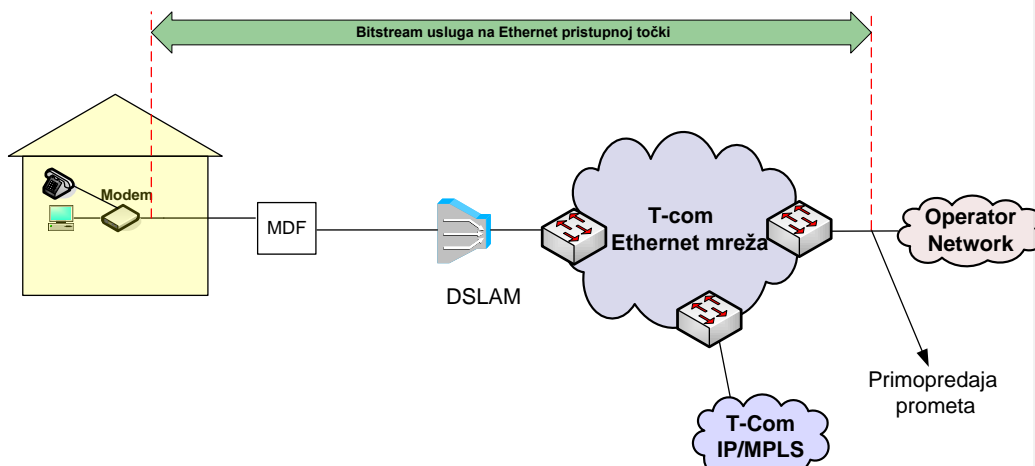 Bitstream usluga na Ethernet pristupnoj točki
Modem
MDF
DSLAM
T-com
Ethernet mreža
Operator
Network
Primopredaja
prometa
T-Com
IP/MPLS